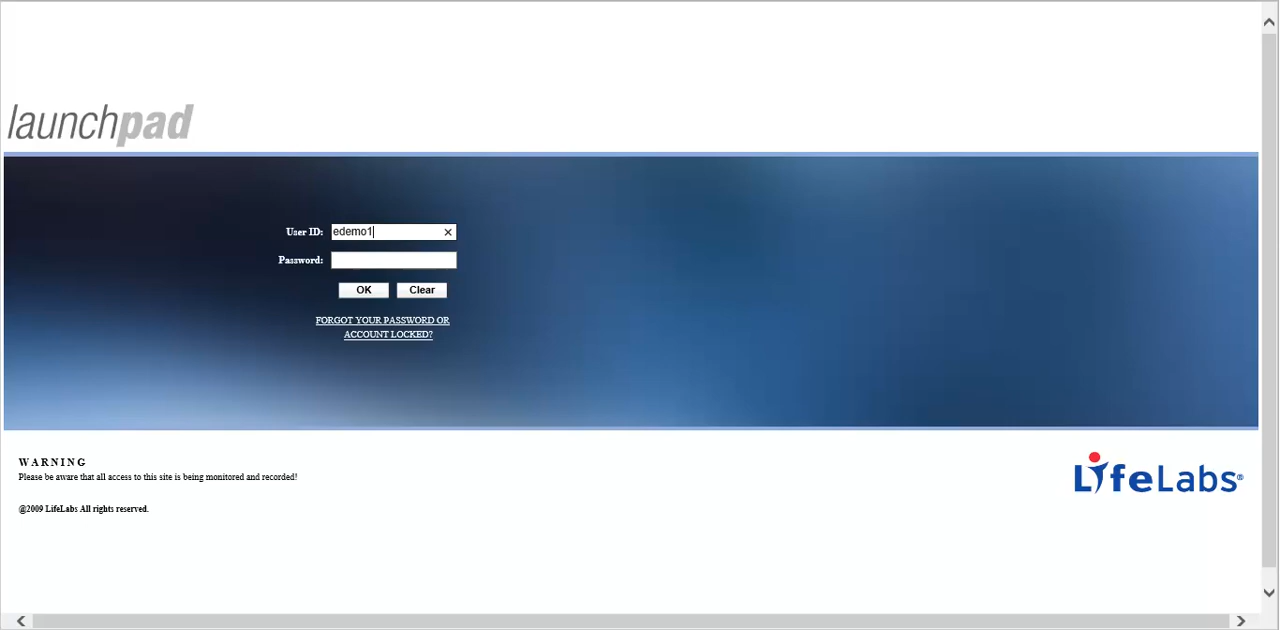 launchpad
User ID: edemo1 ×
Password:
OK Clear
FORGOT YOUR PASSWORD OR
ACCOUNT LOCKED?
WARNING
Please be aware that all access to this site is being monitored and recorded!
LifeLabs®
@2009 LifeLabs All rights reserved.